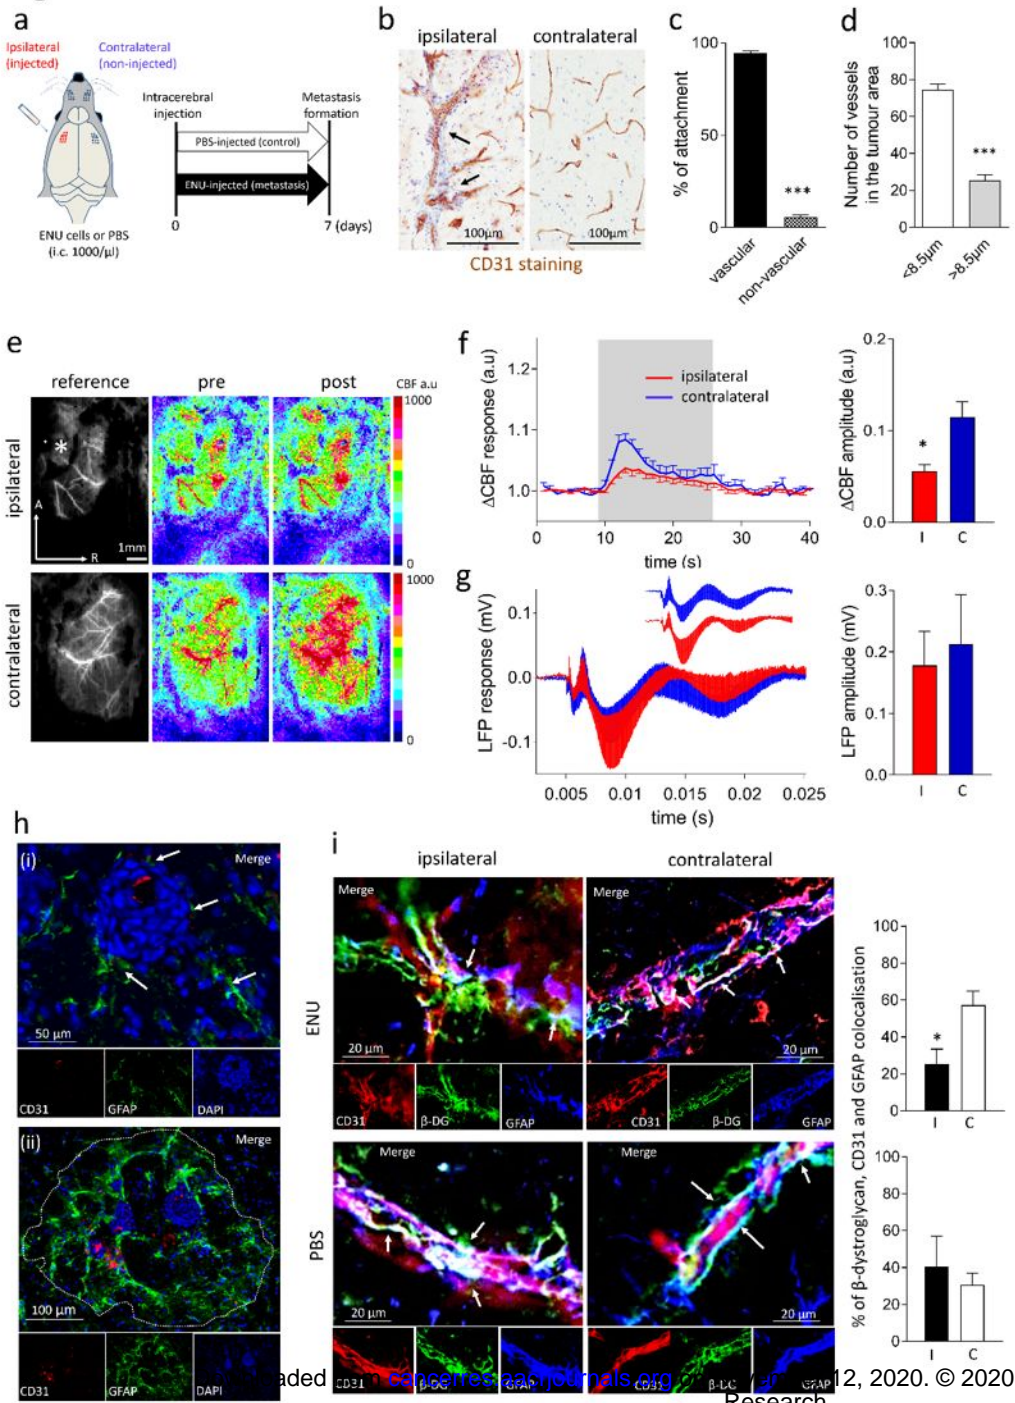 a
Ipsilateral
(injected)
Contralateral
(non-injected)
ENU cells or PBS
(i.c. 1000/µl)
Intracerebral
injection
Metastasis
formation
PBS-injected (control)
ENU-injected (metastasis)
0
7 (days)
b
ipsilateral
contralateral
100µm
100µm
CD31 staining
c
% of attachment
100
50
0
***
vascular
non-vascular
d
Number of vessels
in the tumour area
100
80
60
40
20
0
***
<8.5µm
>8.5µm
e
reference
pre
post
CBF a.u
ipsilateral
*
A
R
1mm
1000
0
contralateral
1000
0
f
ΔCBF response (a.u)
1.2
1.1
1.0
ipsilateral
contralateral
0
10
20
30
40
time (s)
ΔCBF amplitude (a.u)
0.2
0.1
0.0
*
I
C
g
LFP response (mV)
0.1
0.0
-0.1
0.005
0.01
0.015
0.02
0.025
time (s)
LFP amplitude (mV)
0.3
0.2
0.1
0.0
I
C
h
(i)
Merge
50 µm
CD31
GFAP
DAPI
(ii)
Merge
100 µm
CD31
GFAP
DAPI
i
ipsilateral
contralateral
ENU
Merge
20 µm
Merge
20 µm
CD31
β-DG
GFAP
CD31
β-DG
GFAP
PBS
Merge
20 µm
Merge
20 µm
CD31
β-DG
GFAP
CD31
β-DG
GFAP
% of β-dystroglycan, CD31 and GFAP colocalisation
100
80
60
40
20
0
*
I
C
100
80
60
40
20
0
I
C
cancerres.aacrjournals.org
12, 2020. © 2020
Research.